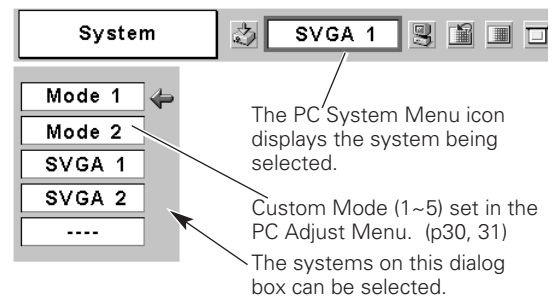 System
SVGA 1
Mode 1
Mode 2
SVGA 1
SVGA 2
----
The PC System Menu icon
displays the system being
selected.
Custom Mode (1~5) set in the
PC Adjust Menu. (p30, 31)
The systems on this dialog
box can be selected.